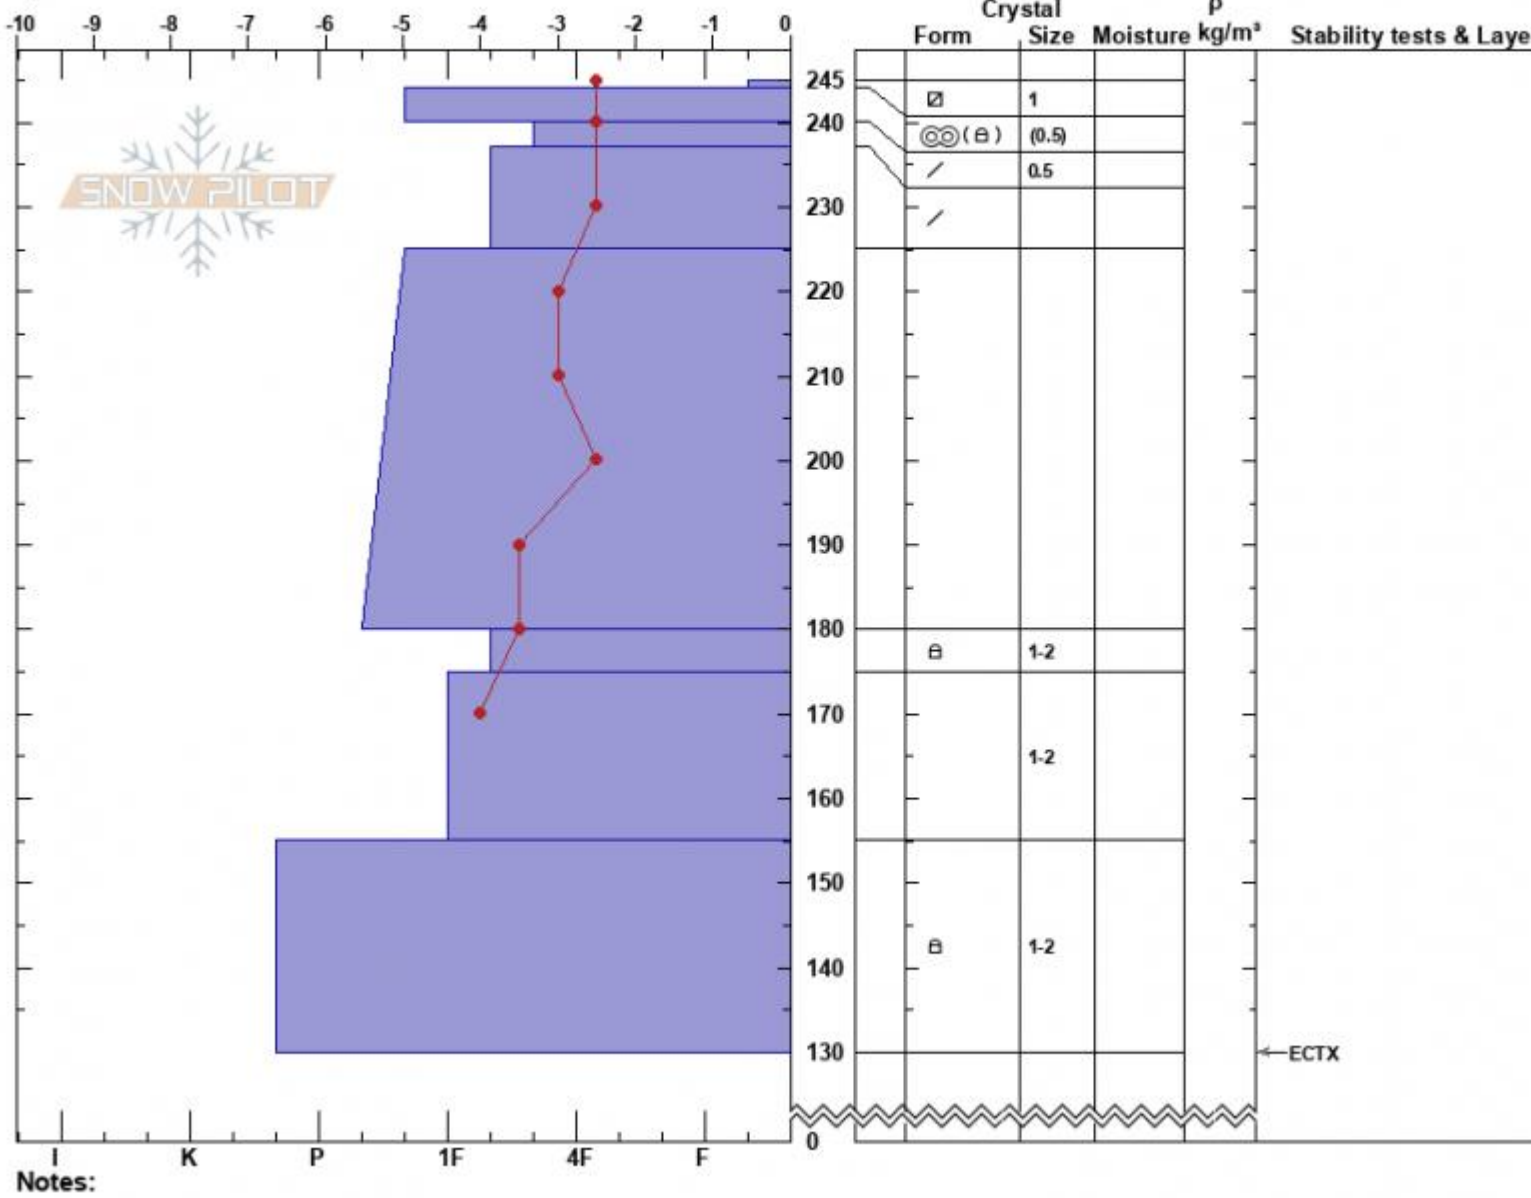 Crystal ρ
-10 -9 -8 -7 -6 -5 -4 -3 -2 -1 0
Form Size Moisture kg/m³ Stability tests & Laye
245
1
240
(0.5)
0.5
230
SNOW PILOT
220
210
200
190
180
1-2
170
1-2
160
150
1-2
140
130
ECTX
0
I K P 1F 4F F
Notes: